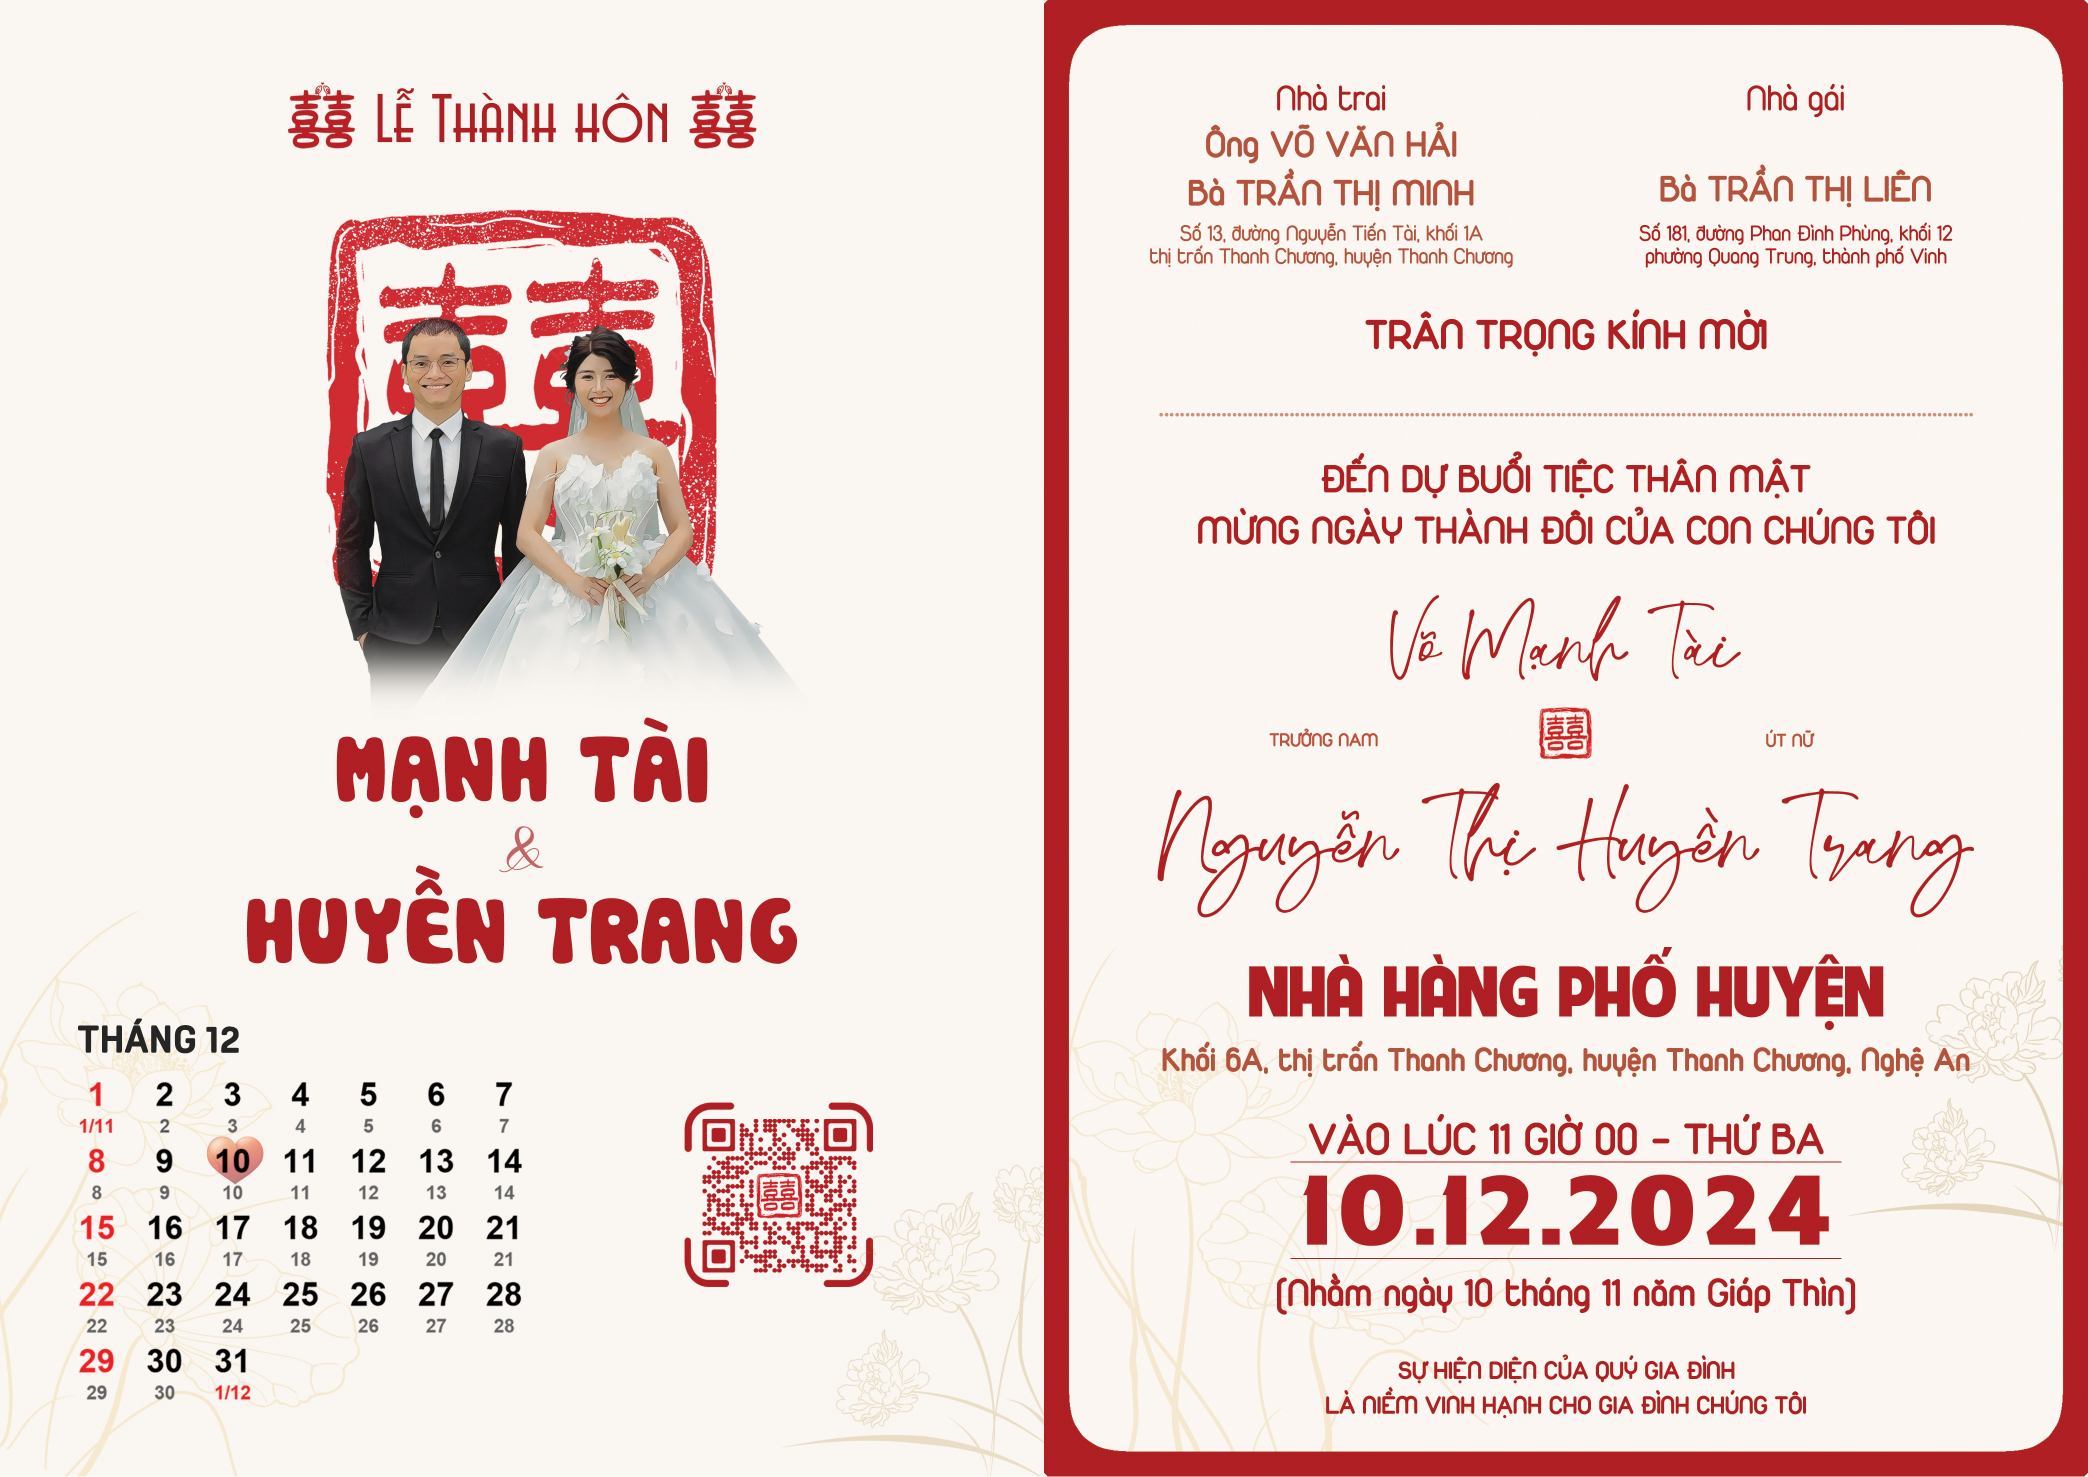 囍 LỄ THÀNH HÔN 囍
囍
MẠNH TÀI
&
HUYỀN TRANG
THÁNG 12
1 2 3 4 5 6 7
1/11 2 3 4 5 6 7
8 9 10 11 12 13 14
8 9 10 11 12 13 14
15 16 17 18 19 20 21
15 16 17 18 19 20 21
22 23 24 25 26 27 28
22 23 24 25 26 27 28
29 30 31
29 30 1/12
囍
Nhà trai
Ông VÕ VĂN HẢI
Bà TRẦN THỊ MINH
Số 13, đường Nguyễn Tiến Tài, khối 1A
thị trấn Thanh Chương, huyện Thanh Chương
Nhà gái
Bà TRẦN THỊ LIÊN
Số 181, đường Phan Đình Phùng, khối 12
phường Quang Trung, thành phố Vinh
TRÂN TRỌNG KÍNH MỜI
ĐẾN DỰ BUỔI TIỆC THÂN MẬT
MỪNG NGÀY THÀNH ĐÔI CỦA CON CHÚNG TÔI
Võ Mạnh Tài
TRƯỞNG NAM 囍 ÚT NỮ
Nguyễn Thị Huyền Trang
NHÀ HÀNG PHỐ HUYỆN
Khối 6A, thị trấn Thanh Chương, huyện Thanh Chương, Nghệ An
VÀO LÚC 11 GIỜ 00 - THỨ BA
10.12.2024
(Nhằm ngày 10 tháng 11 năm Giáp Thìn)
SỰ HIỆN DIỆN CỦA QUÝ GIA ĐÌNH
LÀ NIỀM VINH HẠNH CHO GIA ĐÌNH CHÚNG TÔI